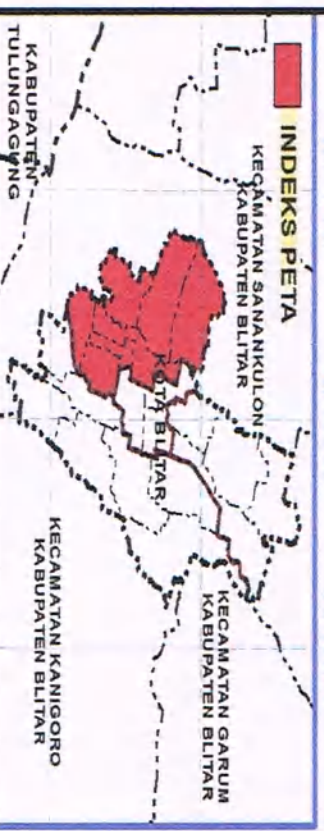 INDEKS PETA
KECAMATAN SANANKULON
KABUPATEN BLITAR
KABUPATEN
TULUNGAGUNG
KOTA BLITAR
KECAMATAN GARUM
KABUPATEN BLITAR
KECAMATAN KANIGORO
KABUPATEN BLITAR